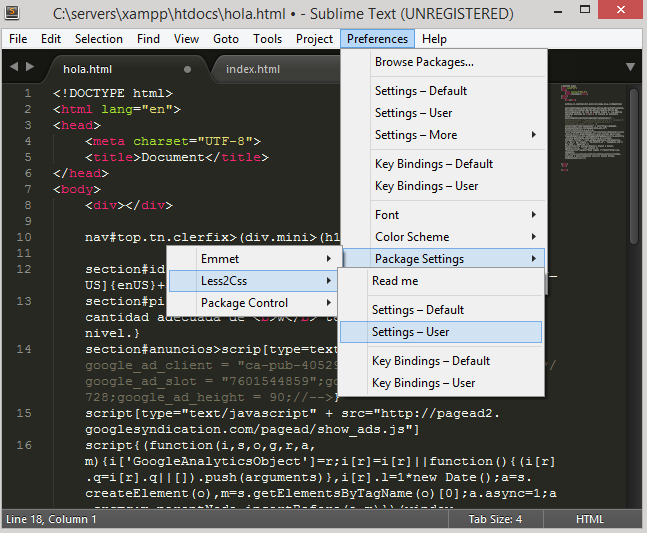 C:\servers\xampp\htdocs\hola.html • - Sublime Text (UNREGISTERED)
File Edit Selection Find View Goto Tools Project Preferences Help
hola.html index.html
Browse Packages...
Settings – Default
Settings – User
Settings – More
Key Bindings – Default
Key Bindings – User
Font
Color Scheme
Package Settings
Emmet
Less2Css
Package Control
Read me
Settings – Default
Settings – User
Key Bindings – Default
Key Bindings – User
1 <!DOCTYPE html>
2 <html lang="en">
3 <head>
4 <meta charset="UTF-8">
5 <title>Document</title>
6 </head>
7 <body>
8 <div></div>
9
10 nav#top.tn.clerfix>(div.mini>(h1
11
12 section#id
US]{enUS}+
13 section#pi
cantidad adecuada de <b>w</b>
nivel.}
14 section#anuncios>scrip[type=text
google_ad_client = "ca-pub-40529
google_ad_slot = "7601544859";go
728;google_ad_height = 90;//-->}
15 script[type="text/javascript" + src="http://pagead2.
googlesyndication.com/pagead/show_ads.js"]
16 script{(function(i,s,o,g,r,a,
m){i['GoogleAnalyticsObject']=r;i[r]=i[r]||function(){(i[r]
.q=i[r].q||[]).push(arguments)},i[r].l=1*new Date();a=s.
createElement(o),m=s.getElementsByTagName(o)[0];a.async=1;a
Line 18, Column 1 Tab Size: 4 HTML